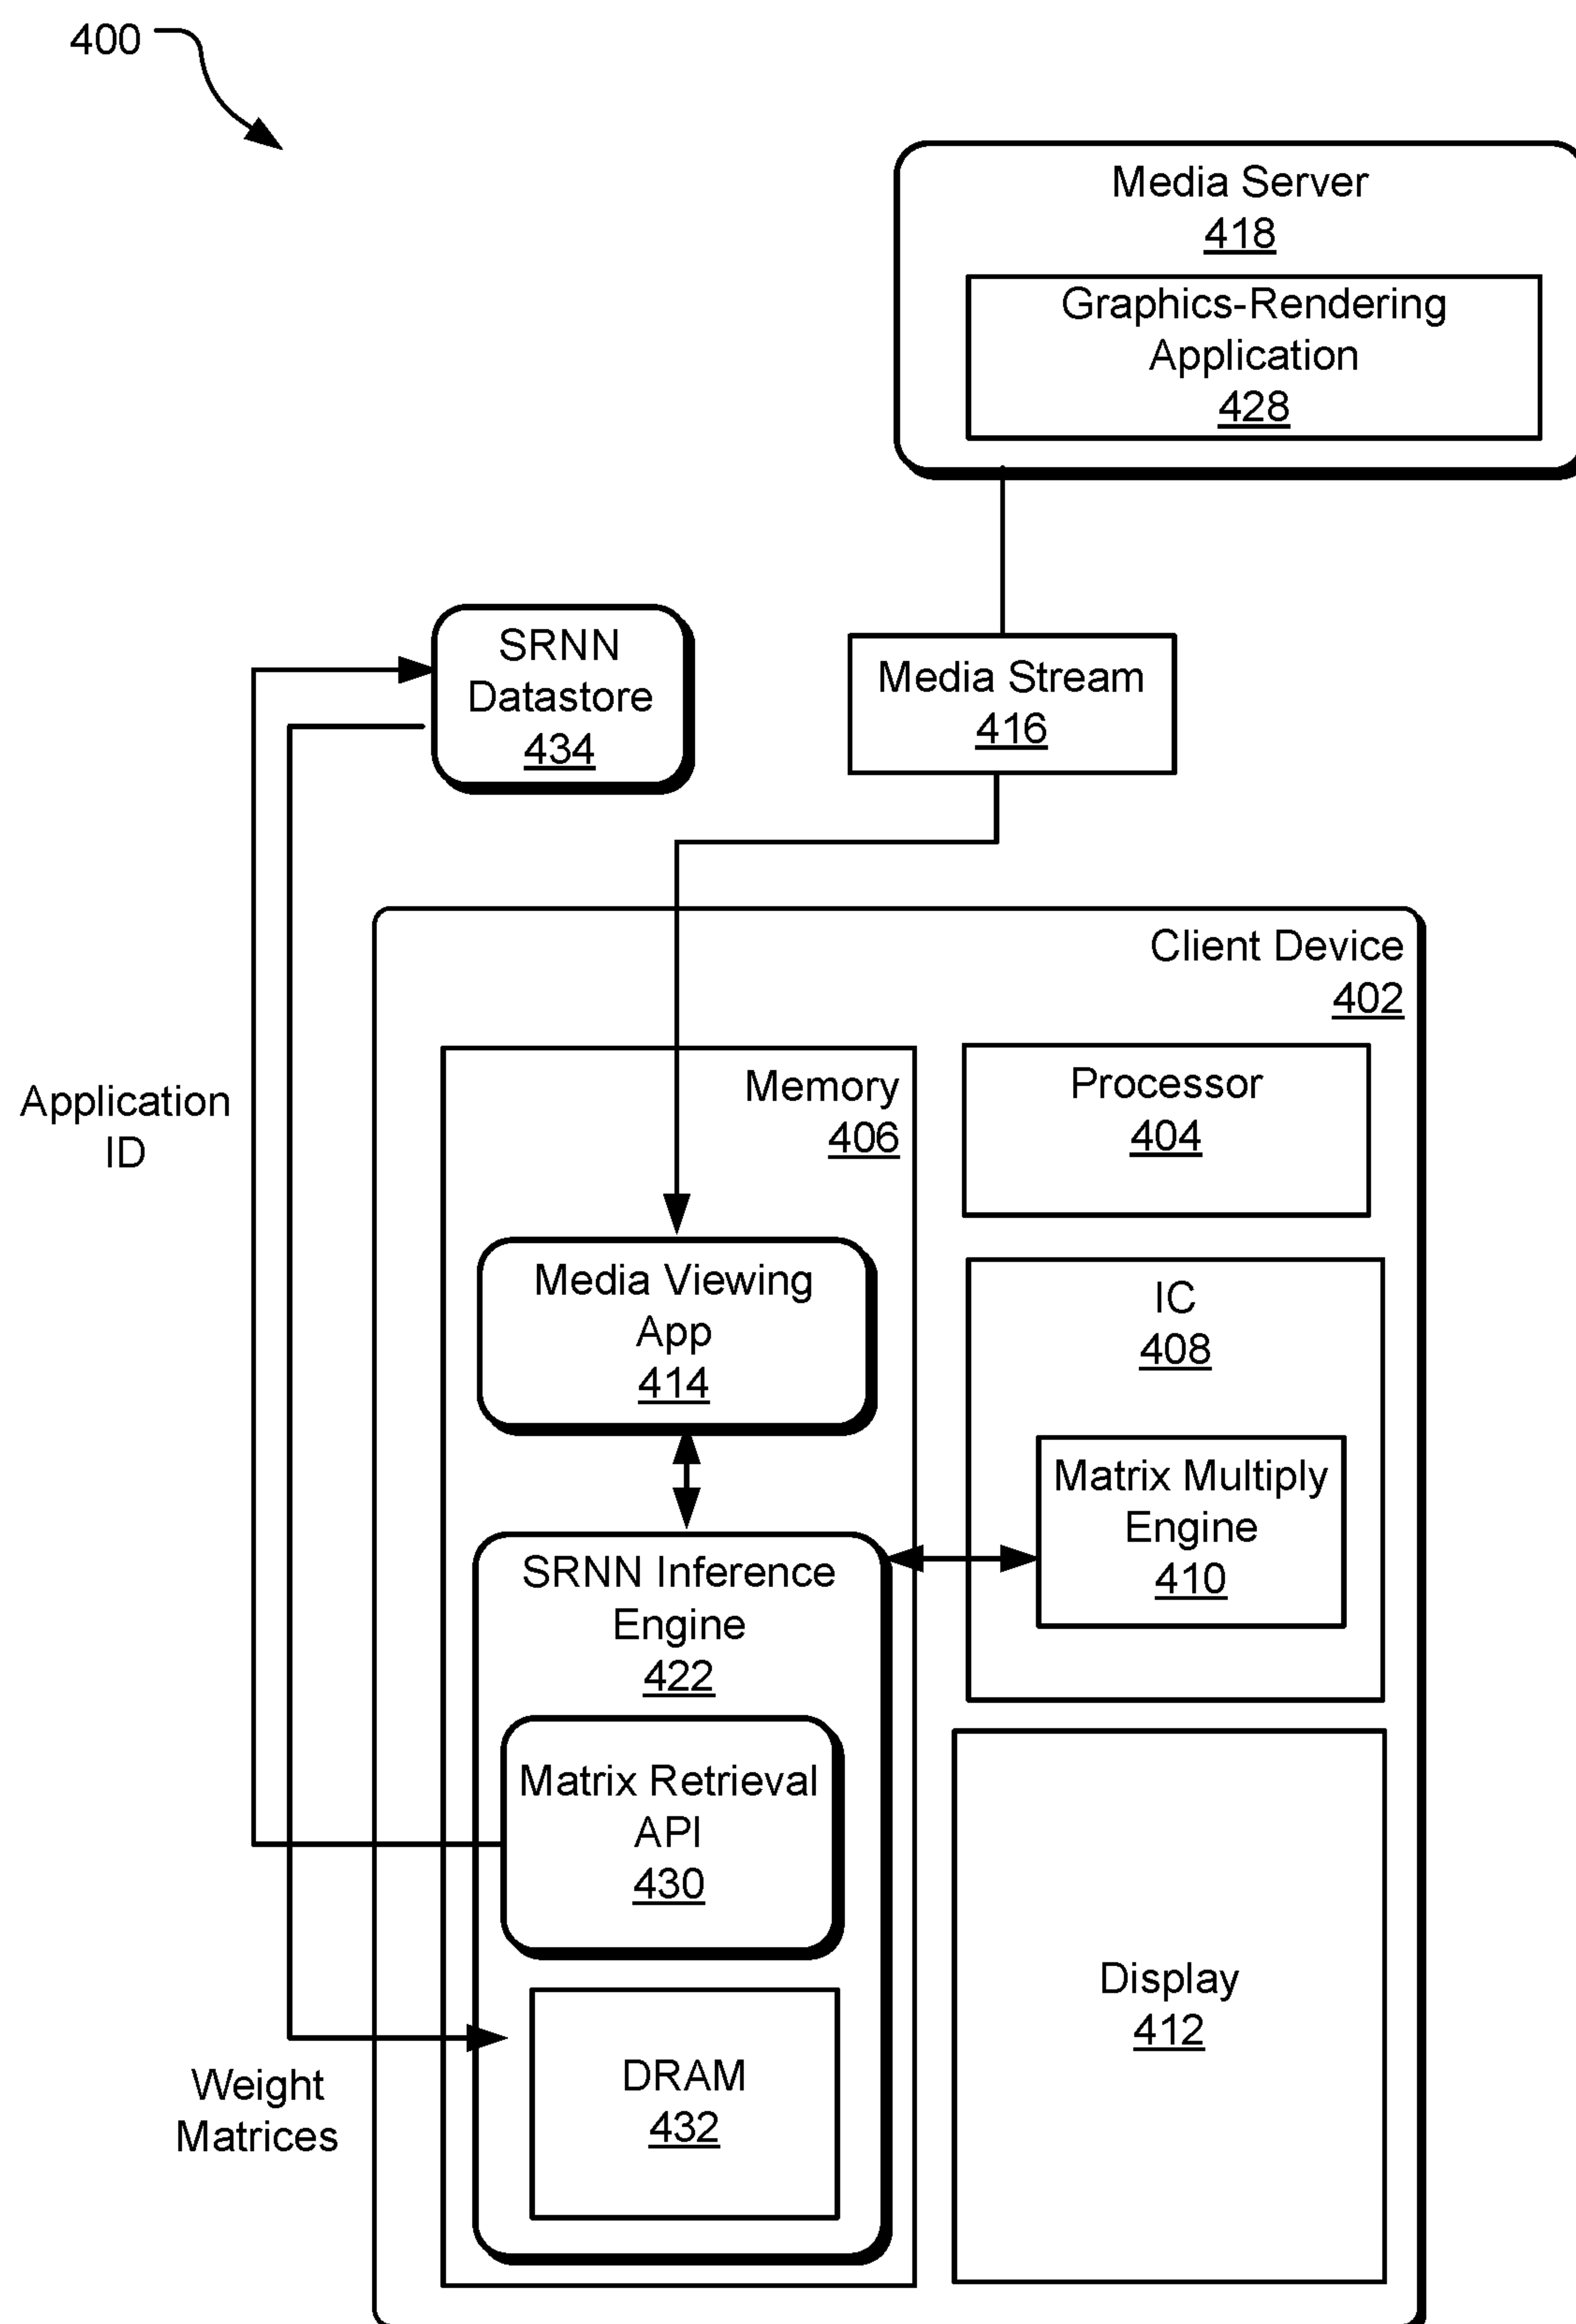 400
Media Server
418
Graphics-Rendering
Application
428
SRNN
Datastore
434
Media Stream
416
Client Device
402
Application
ID
Memory
406
Processor
404
Media Viewing
App
414
IC
408
Matrix Multiply
Engine
410
SRNN Inference
Engine
422
Matrix Retrieval
API
430
Display
412
DRAM
432
Weight
Matrices